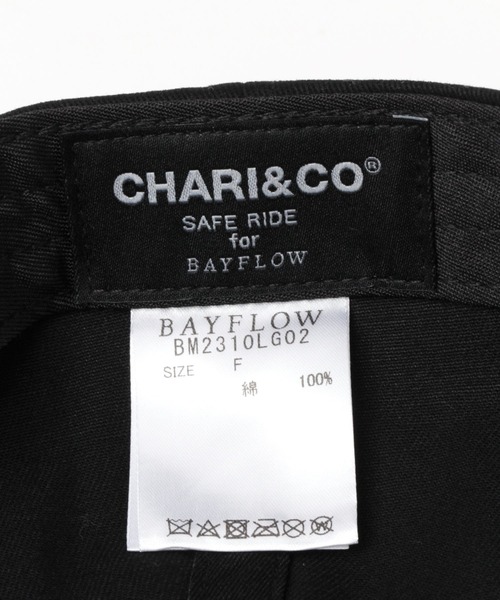 CHARI&CO®
SAFE RIDE
for
BAYFLOW
BAYFLOW
BM2310LG02
SIZE F
綿 100%